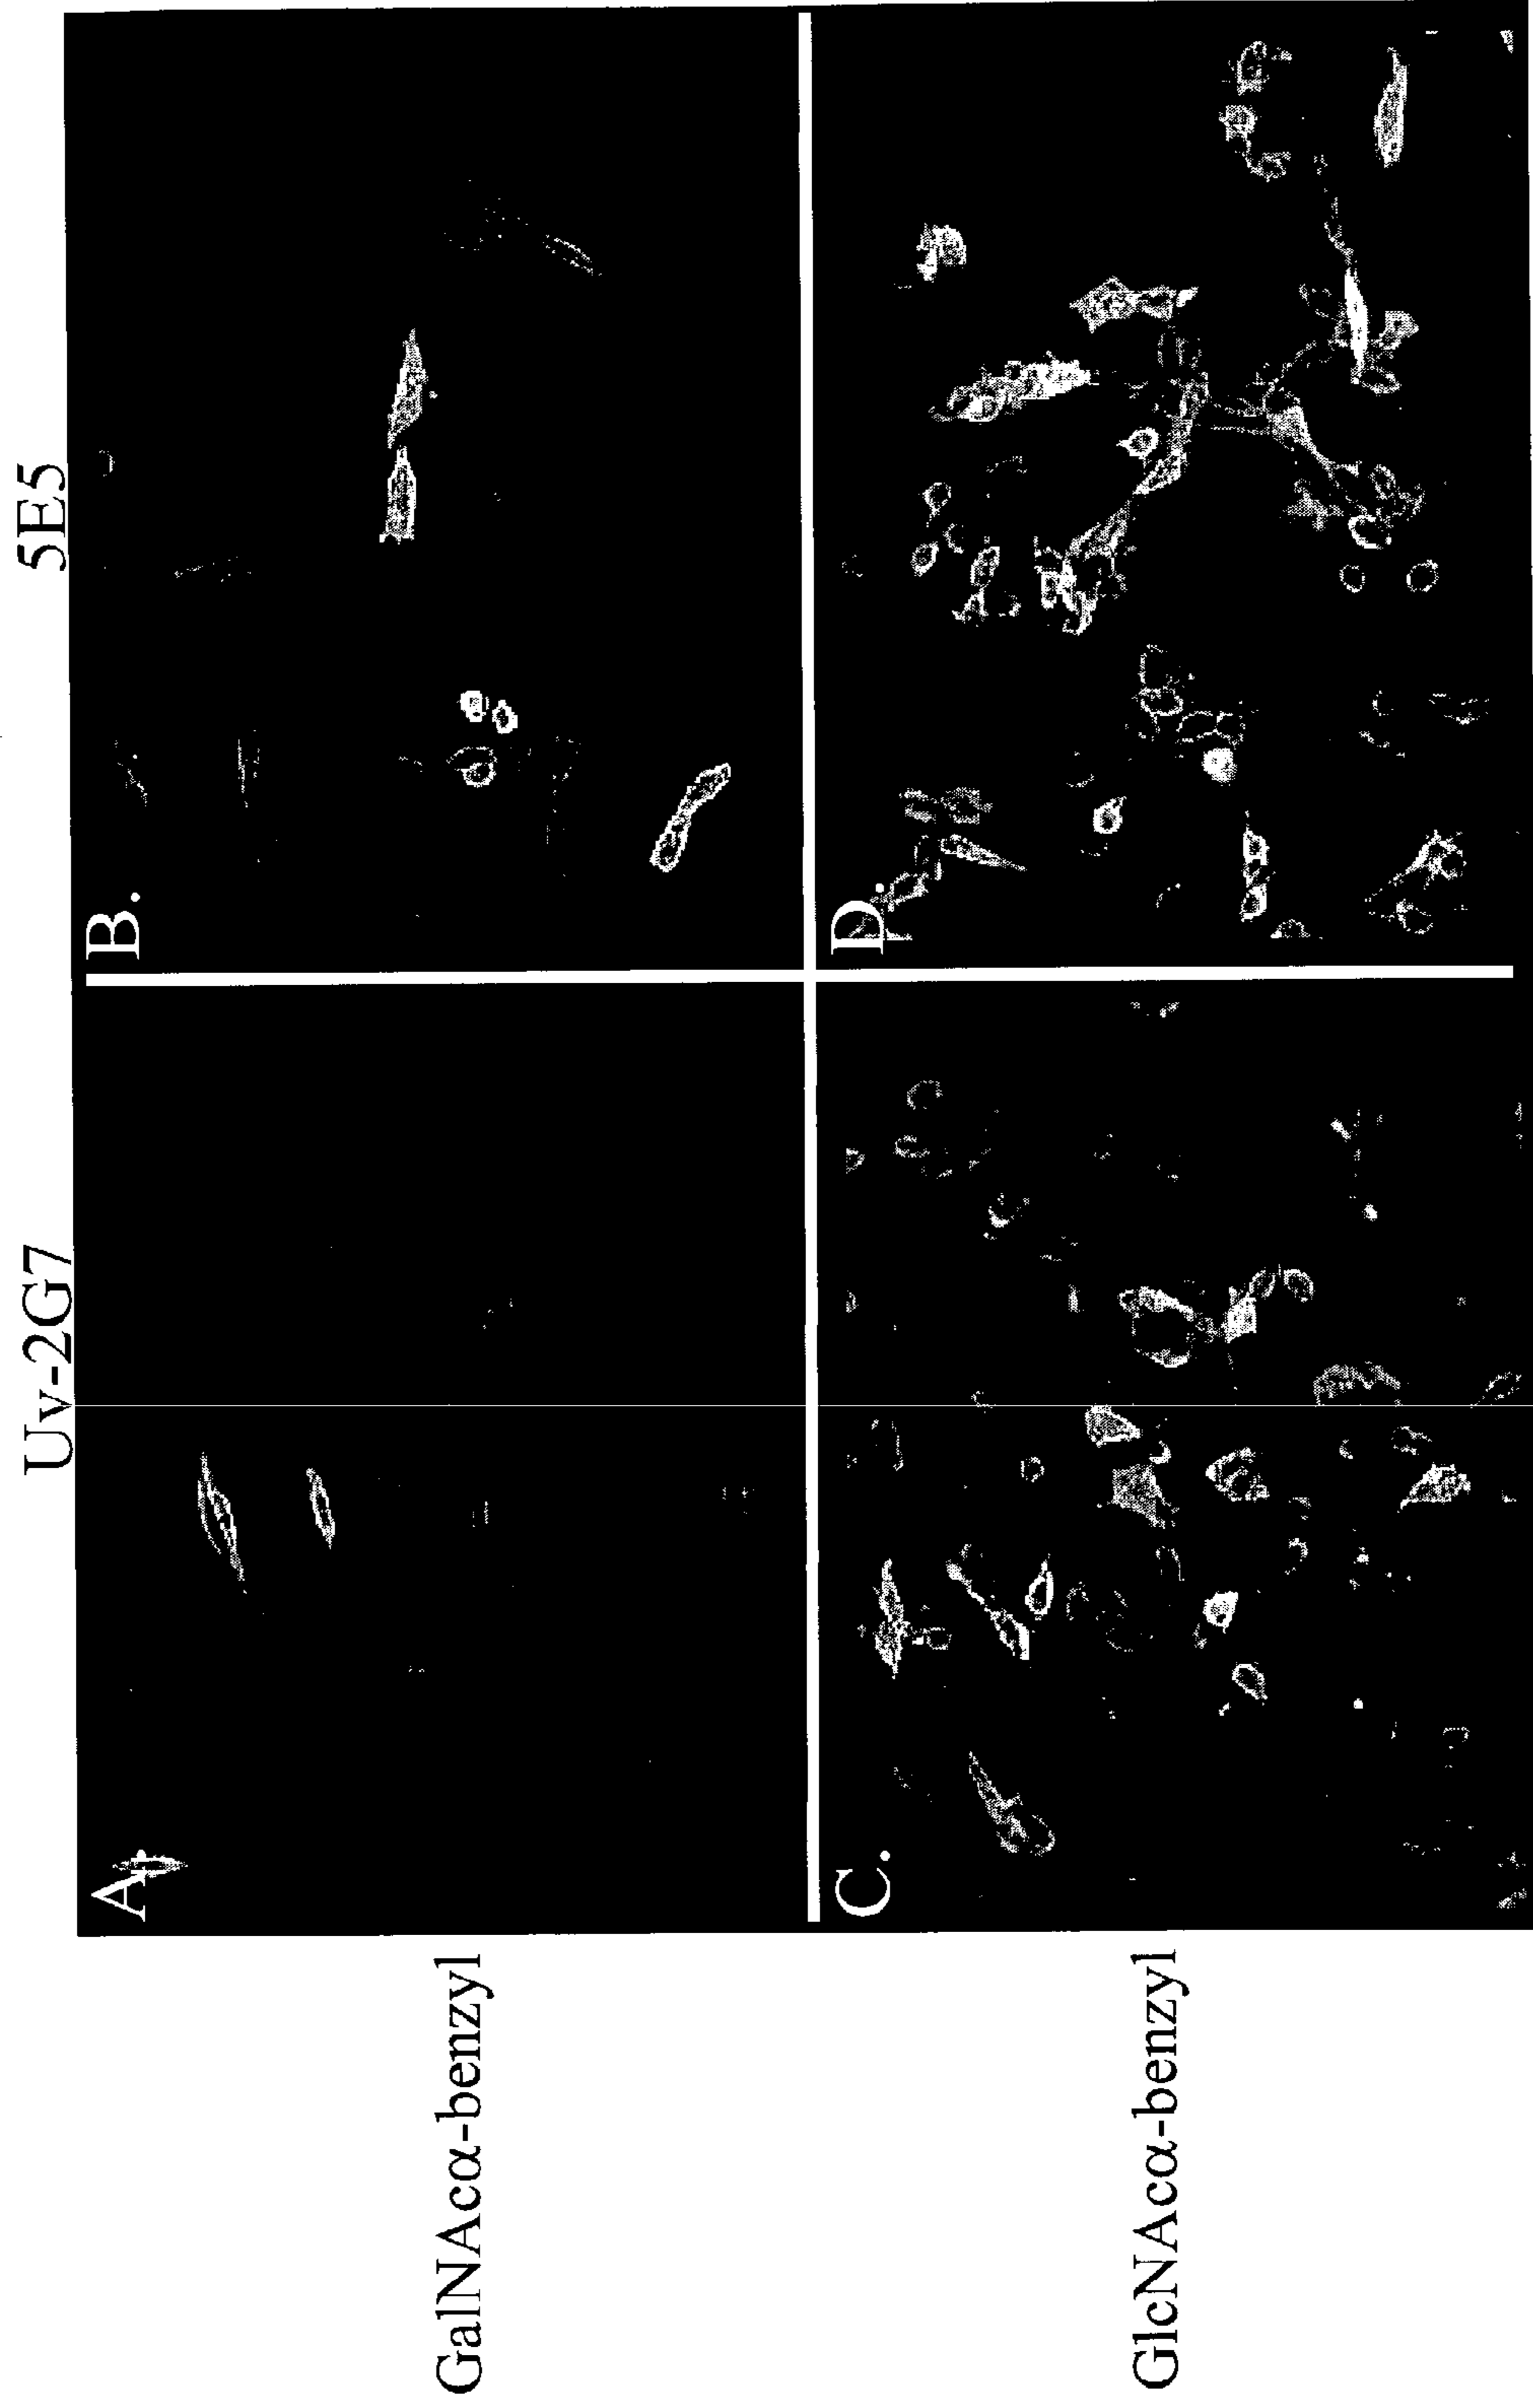 Uv-2G7 5E5
GalNAcα-benzyl
A. B.
GlcNAcα-benzyl
C. D.